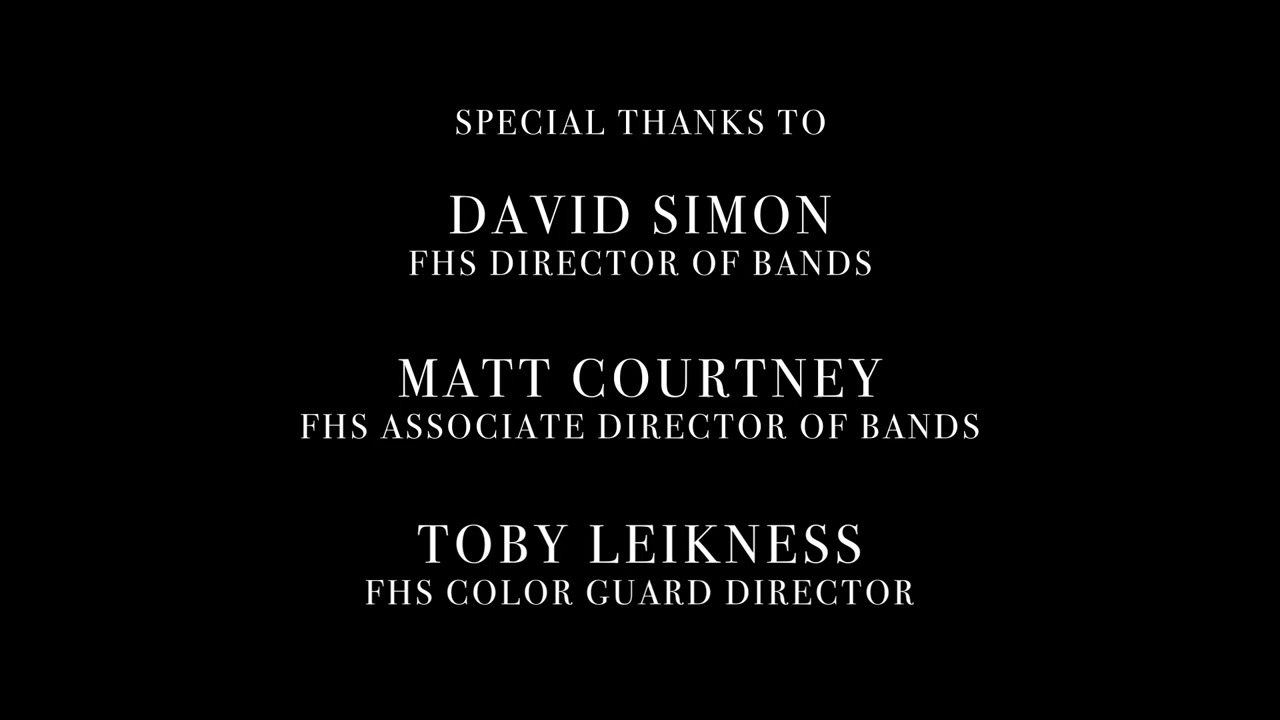 SPECIAL THANKS TO
DAVID SIMON
FHS DIRECTOR OF BANDS
MATT COURTNEY
FHS ASSOCIATE DIRECTOR OF BANDS
TOBY LEIKNESS
FHS COLOR GUARD DIRECTOR